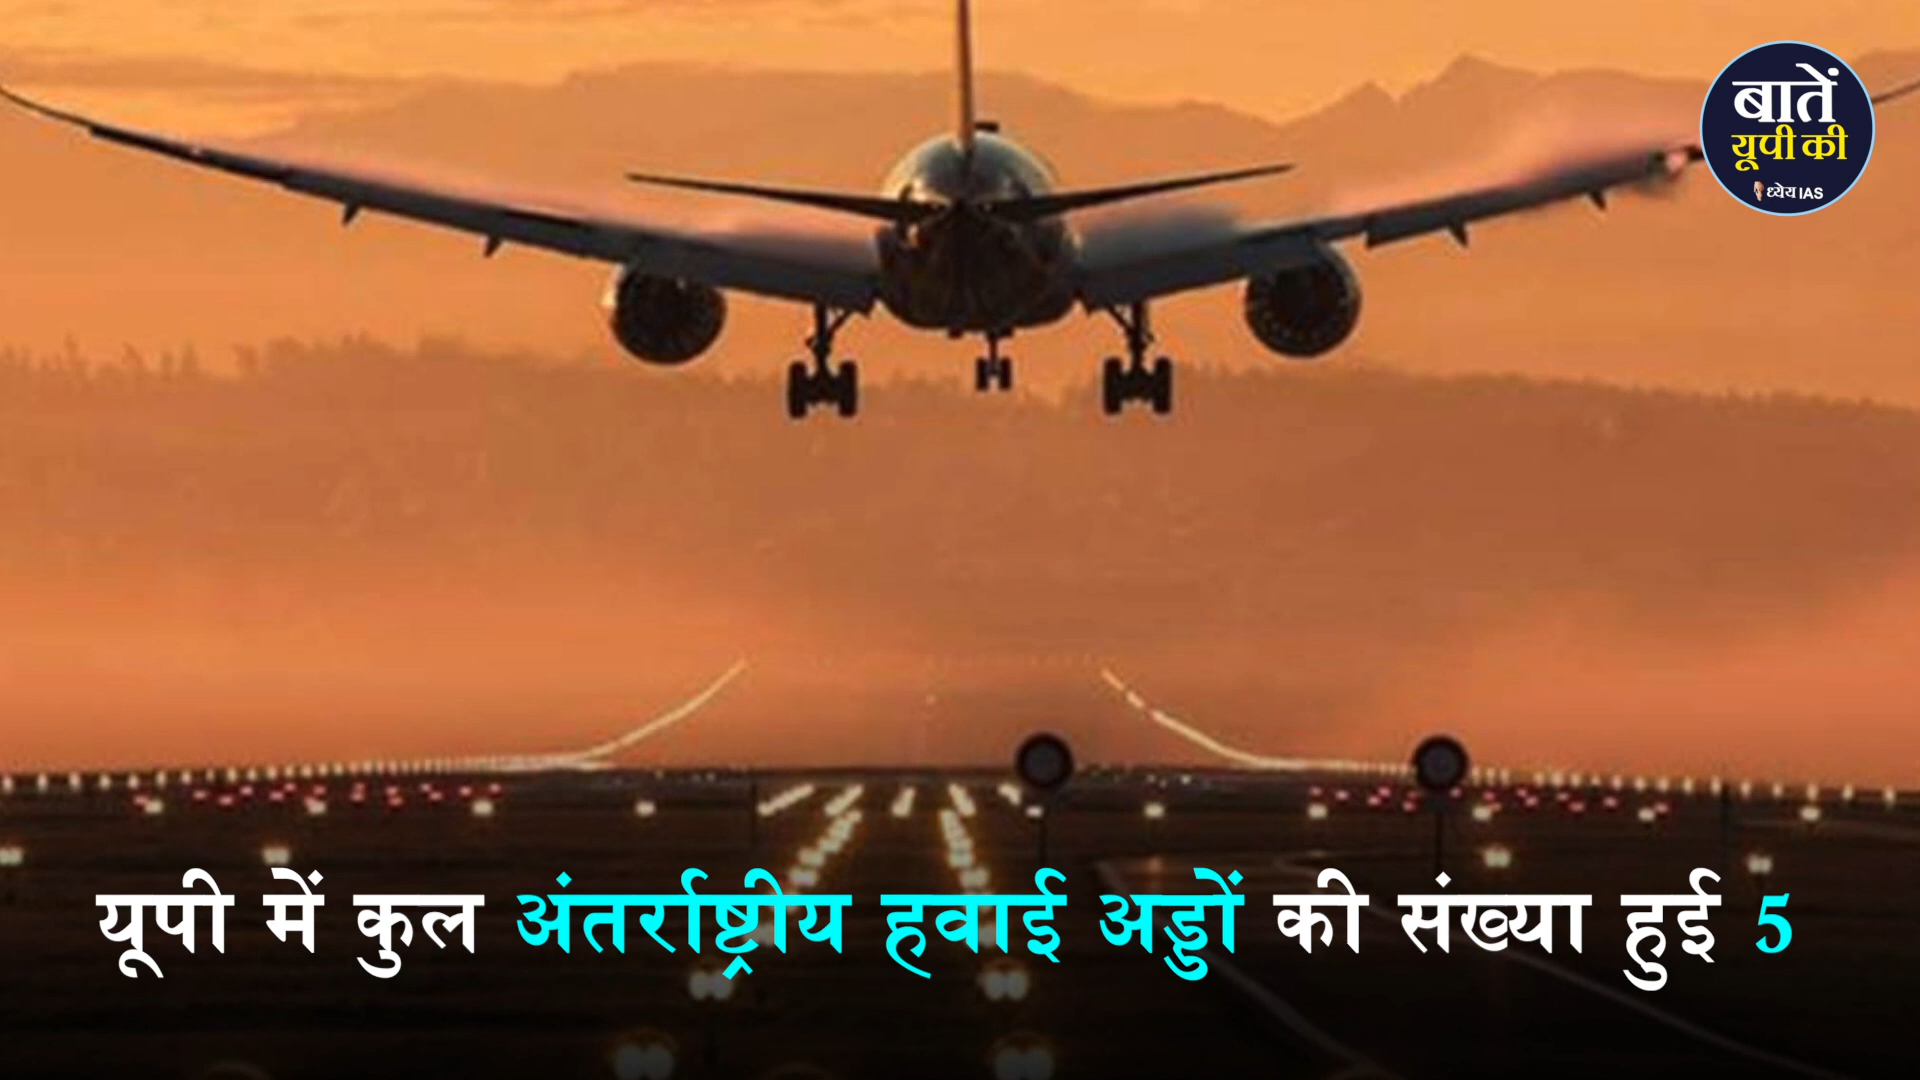 बातें
यूपी की
ध्येय IAS
यूपी में कुल अंतर्राष्ट्रीय हवाई अड्डों की संख्या हुई 5